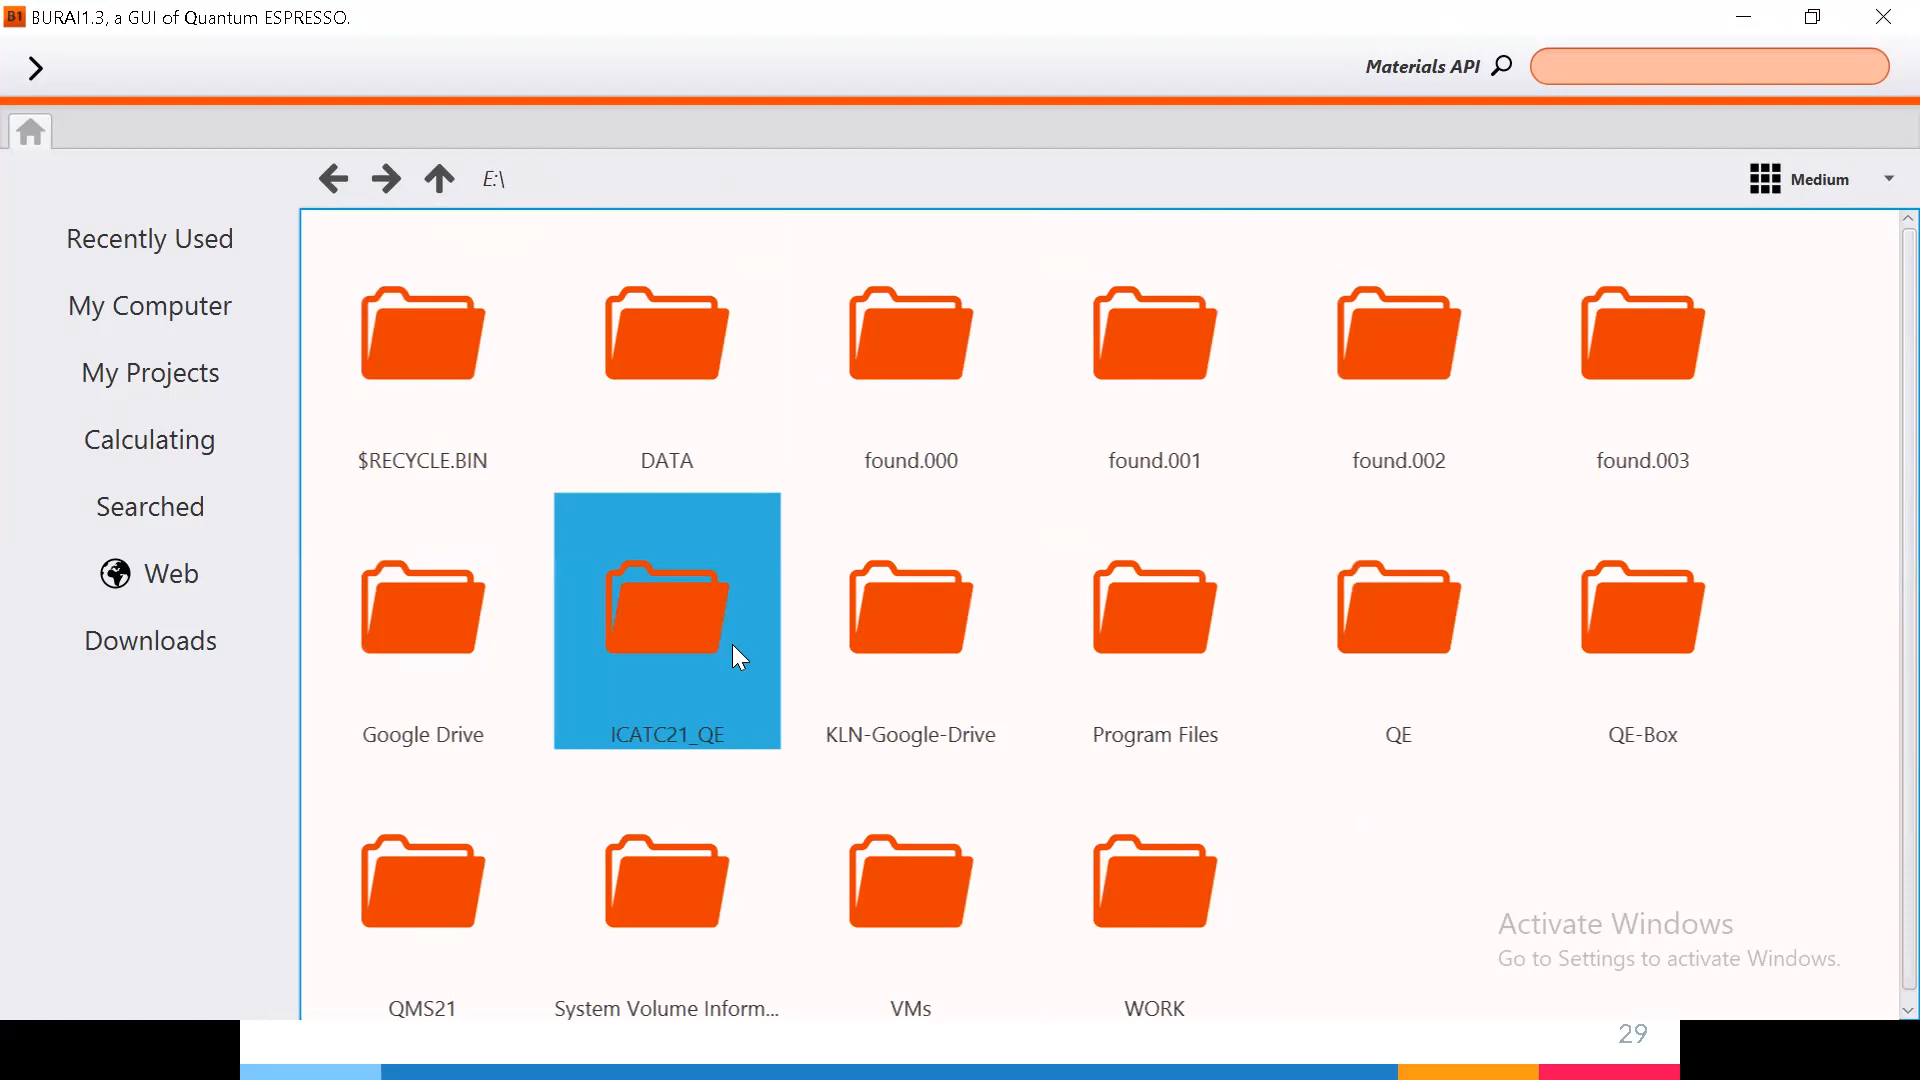 B1 BURAI1.3, a GUI of Quantum ESPRESSO.
Materials API
E:\
Medium
Recently Used
My Computer
My Projects
Calculating
Searched
Web
Downloads
$RECYCLE.BIN DATA found.000 found.001 found.002 found.003
Google Drive ICATC21_QE KLN-Google-Drive Program Files QE QE-Box
QMS21 System Volume Inform... VMs WORK
Activate Windows
Go to Settings to activate Windows.
29